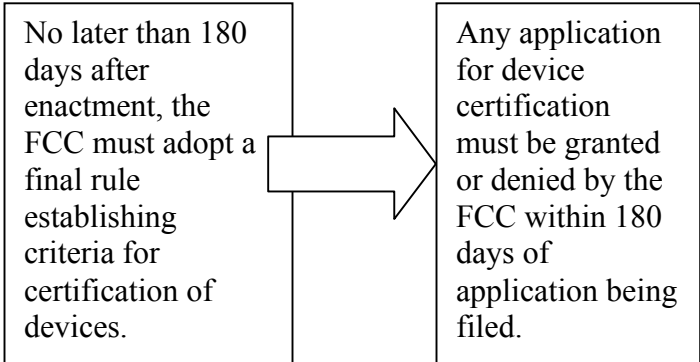 No later than 180
days after
enactment, the
FCC must adopt a
final rule
establishing
criteria for
certification of
devices.
Any application
for device
certification
must be granted
or denied by the
FCC within 180
days of
application being
filed.